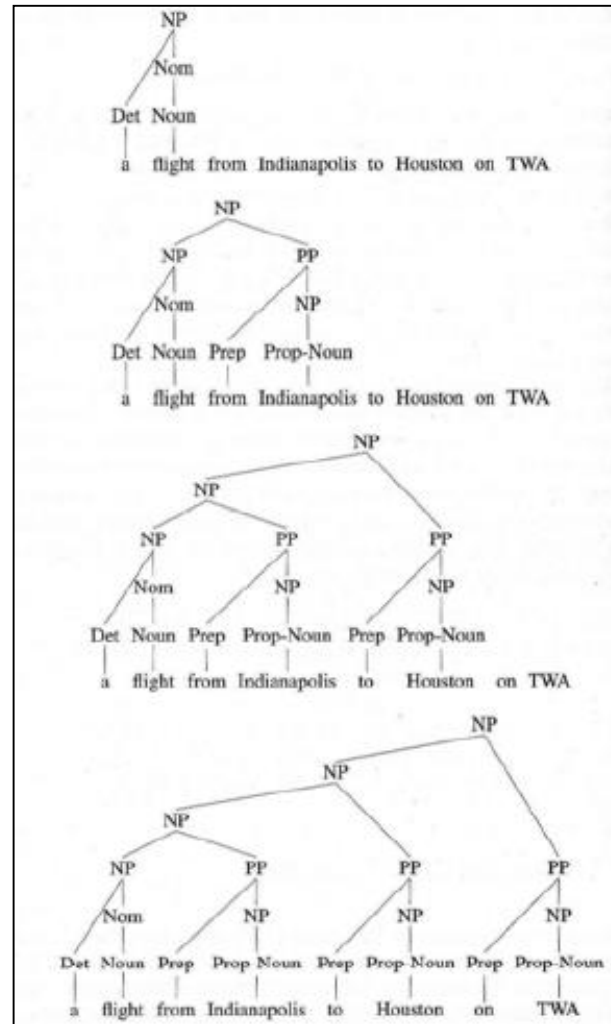 NP
Nom
Det Noun
a flight from Indianapolis to Houston on TWA
NP
NP PP
Nom NP
Det Noun Prep Prop-Noun
a flight from Indianapolis to Houston on TWA
NP
NP
NP PP PP
Nom NP NP
Det Noun Prep Prop-Noun Prep Prop-Noun
a flight from Indianapolis to Houston on TWA
NP
NP
NP
NP PP PP PP
Nom NP NP NP
Det Noun Prep Prop-Noun Prep Prop-Noun Prep Prop-Noun
a flight from Indianapolis to Houston on TWA